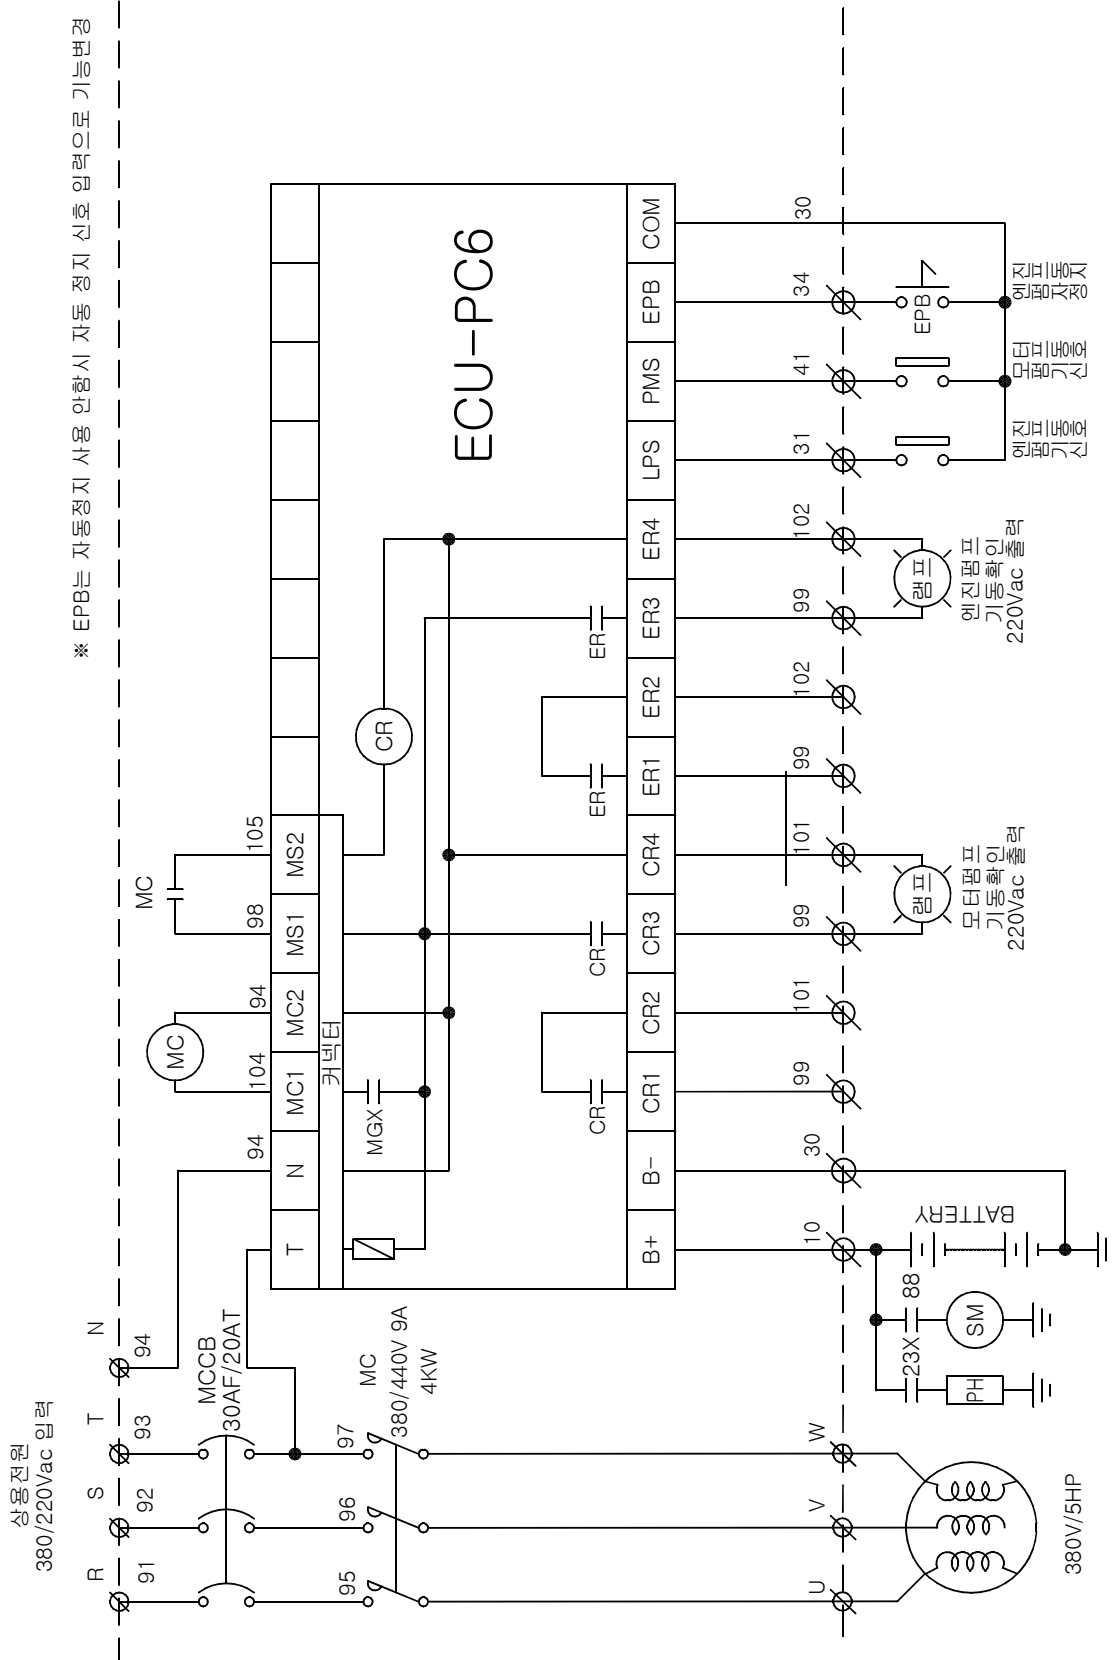 ※ EPB는 자동정지 사용 안함시 자동 정지 신호 입력으로 기능변경
상용전원
380/220Vac 입력
R
S
T
N
91
92
93
94
MCCB
30AF/20AT
95
96
97
MC
380/440V 9A
4KW
U
V
W
380V/5HP
MC
MC
94
104
94
98
105
T
N
MC1
MC2
MS1
MS2
커넥터
MGX
CR
ECU-PC6
CR
CR
ER
ER
B+
B-
CR1
CR2
CR3
CR4
ER1
ER2
ER3
ER4
LPS
PMS
EPB
COM
10
30
99
101
99
101
99
102
99
102
31
41
34
30
BATTERY
88
23X
SM
PH
램프
모터펌프
기동확인
220Vac 출력
램프
엔진펌프
기동확인
220Vac 출력
엔진
펌프
기동
신호
모터
펌프
기동
신호
EPB
엔진
펌프
자동
정지